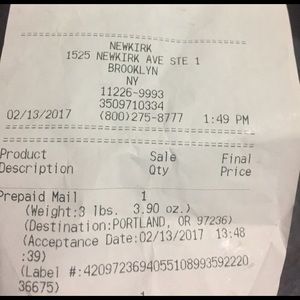 ==============================
NEWKIRK
1525 NEWKIRK AVE STE 1
BROOKLYN
NY
11226-9993
3509710334
02/13/2017 (800)275-8777 1:49 PM
==============================
Product Sale Final
Description Qty Price
Prepaid Mail 1
(Weight:3 lbs. 3.90 oz.)
(Destination:PORTLAND, OR 97236)
(Acceptance Date:02/13/2017 13:48
:39)
(Label #:4209723694055108993592220
36675)